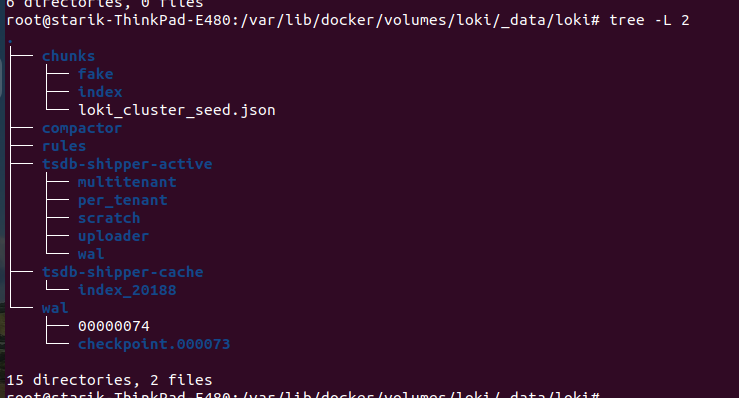 6 directories, 0 files
root@starik-ThinkPad-E480:/var/lib/docker/volumes/loki/_data/loki# tree -L 2
.
├── chunks
│   ├── fake
│   ├── index
│   └── loki_cluster_seed.json
├── compactor
├── rules
├── tsdb-shipper-active
│   ├── multitenant
│   ├── per_tenant
│   ├── scratch
│   ├── uploader
│   └── wal
├── tsdb-shipper-cache
│   └── index_20188
└── wal
    ├── 00000074
    └── checkpoint.000073
15 directories, 2 files
root@starik-ThinkPad-E480:/var/lib/docker/volumes/loki/_data/loki#